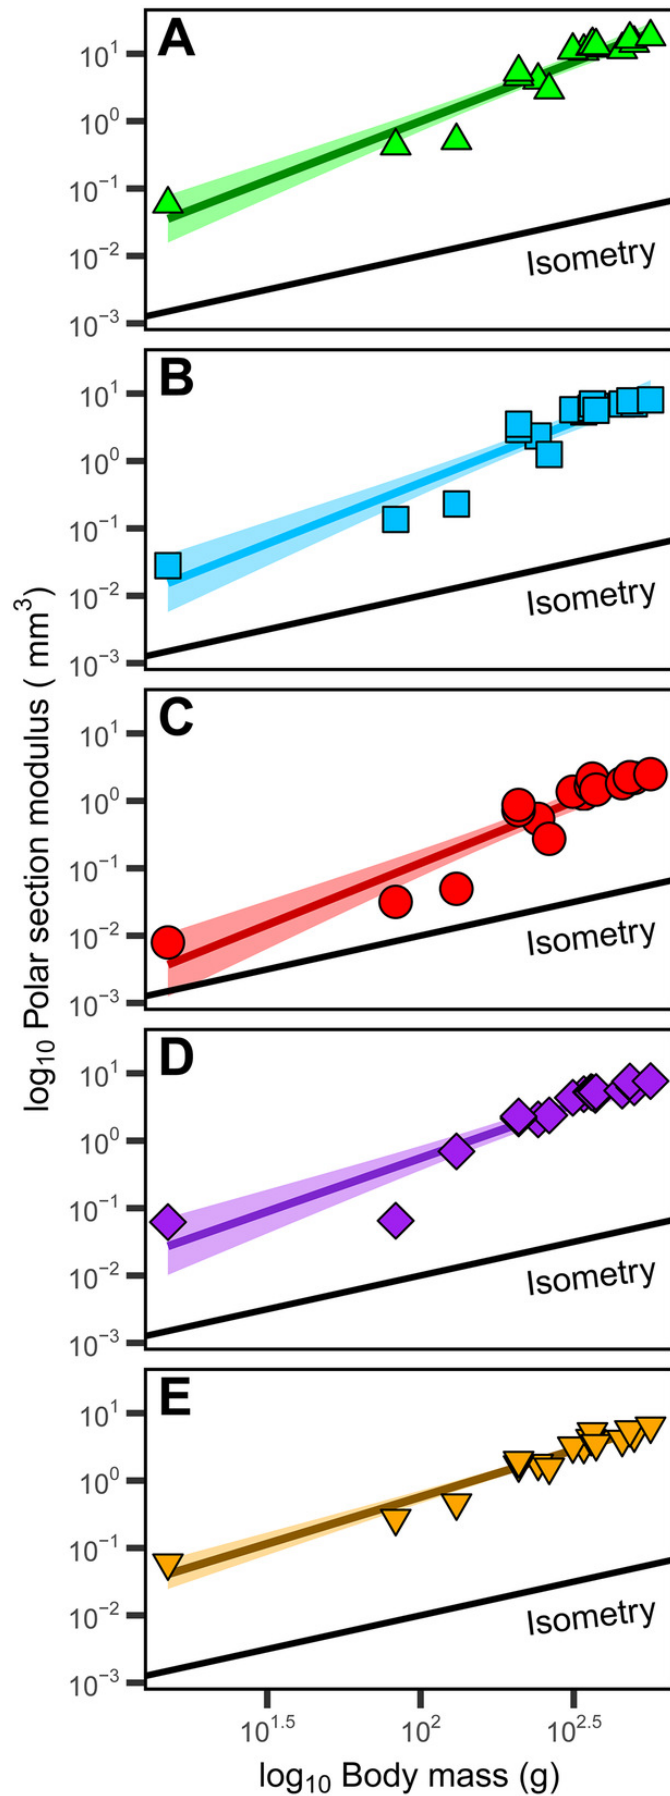 A
10¹
10⁰
10⁻¹
10⁻²
10⁻³
Isometry
B
10¹
10⁰
10⁻¹
10⁻²
10⁻³
Isometry
log₁₀ Polar section modulus ( mm³)
C
10¹
10⁰
10⁻¹
10⁻²
10⁻³
Isometry
D
10¹
10⁰
10⁻¹
10⁻²
10⁻³
Isometry
E
10¹
10⁰
10⁻¹
10⁻²
10⁻³
Isometry
10¹·⁵ 10² 10²·⁵
log₁₀ Body mass (g)